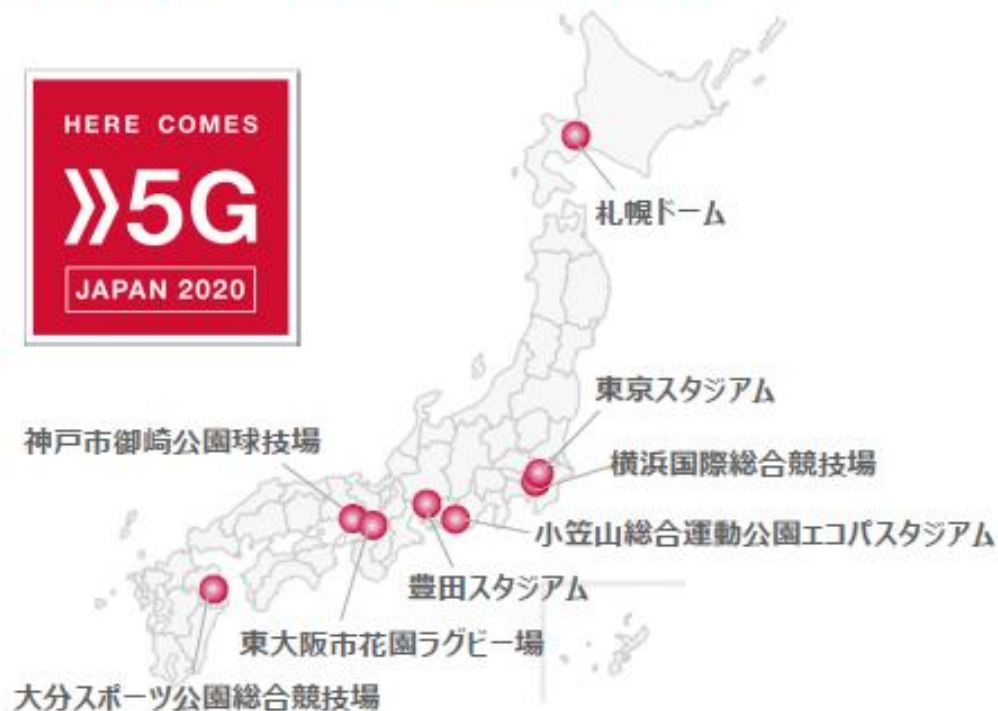 HERE COMES
5G
JAPAN 2020
札幌ドーム
東京スタジアム
神戸市御崎公園球技場
横浜国際総合競技場
小笠山総合運動公園エコパスタジアム
豊田スタジアム
東大阪市花園ラグビー場
大分スポーツ公園総合競技場